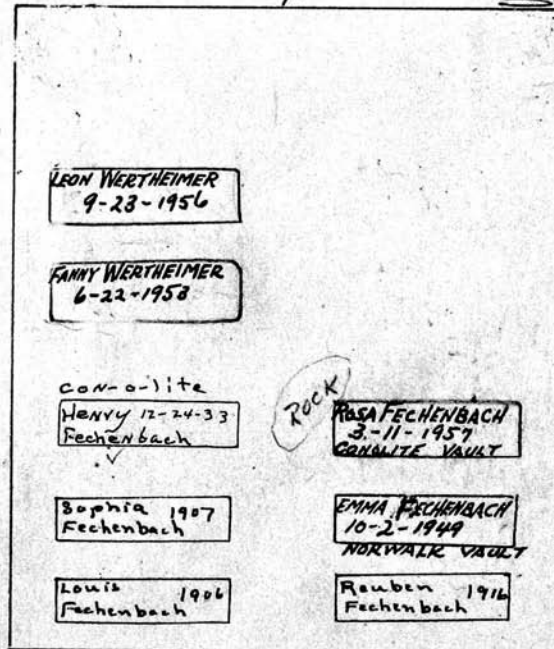 LEON WERTHEIMER
9-23-1956
FANNY WERTHEIMER
6-22-1953
CON-O-lite
HENRY 12-24-33
Fechenbach
ROCK
ROSA FECHENBACH
3-11-1957
CONOLITE VAULT
Sophia 1907
Fechenbach
EMMA FECHENBACH
10-2-1949
NORWALK VAULT
Louis 1906
Fechenbach
Reuben 1916
Fechenbach